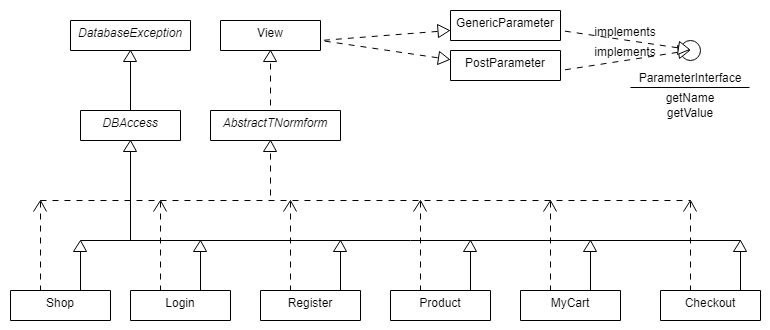 DatabaseException
View
GenericParameter
implements
implements
PostParameter
ParameterInterface
getName
getValue
DBAccess
AbstractTNormform
Shop
Login
Register
Product
MyCart
Checkout